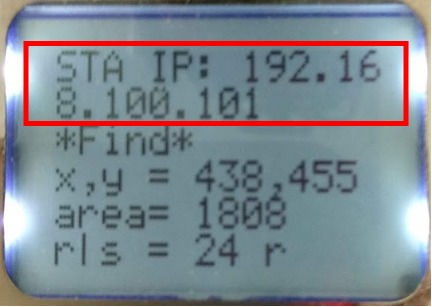 STA IP: 192.16
8.100.101
*Find*
x,y = 438,455
area= 1808
r|s = 24 r